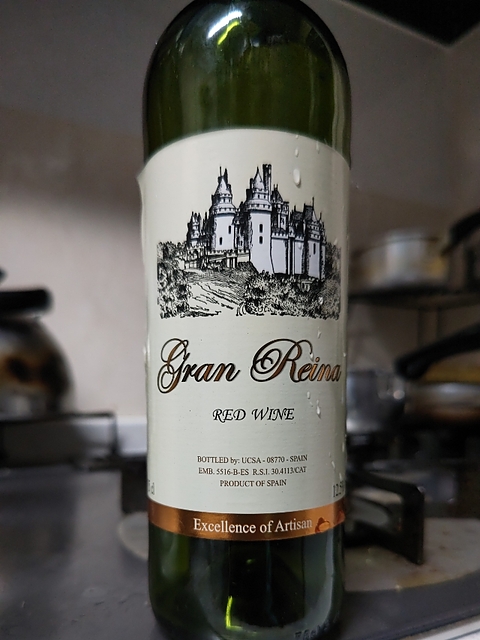 Gran Reina
RED WINE
BOTTLED by: UCSA - 08770 - SPAIN
EMB. 5516-B-ES R.S.I. 30.4113/CAT
PRODUCT OF SPAIN
Excellence of Artisan